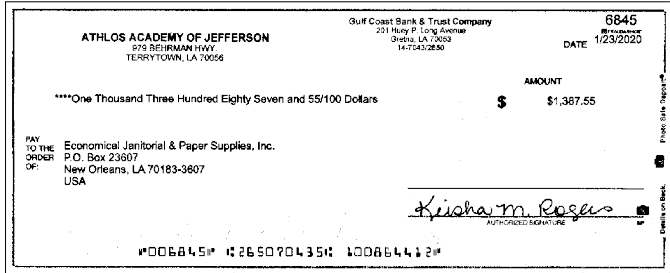 6845
Gulf Coast Bank & Trust Company
201 Huey P. Long Avenue
Gretna, LA 70053
14-7043/2650
ATHLOS ACADEMY OF JEFFERSON
979 BEHRMAN HWY.
TERRYTOWN, LA 70056
DATE 1/23/2020
AMOUNT
****One Thousand Three Hundred Eighty Seven and 55/100 Dollars $ $1,387.55
PAY TO THE ORDER OF:
Economical Janitorial & Paper Supplies, Inc.
P.O. Box 23607
New Orleans, LA 70183-3607
USA
Keisha M. Rogers
AUTHORIZED SIGNATURE
MP
Photo Safe Deposit®
Details on Back.
⑈006845⑈ ⑆265070435⑆ 100864412⑈